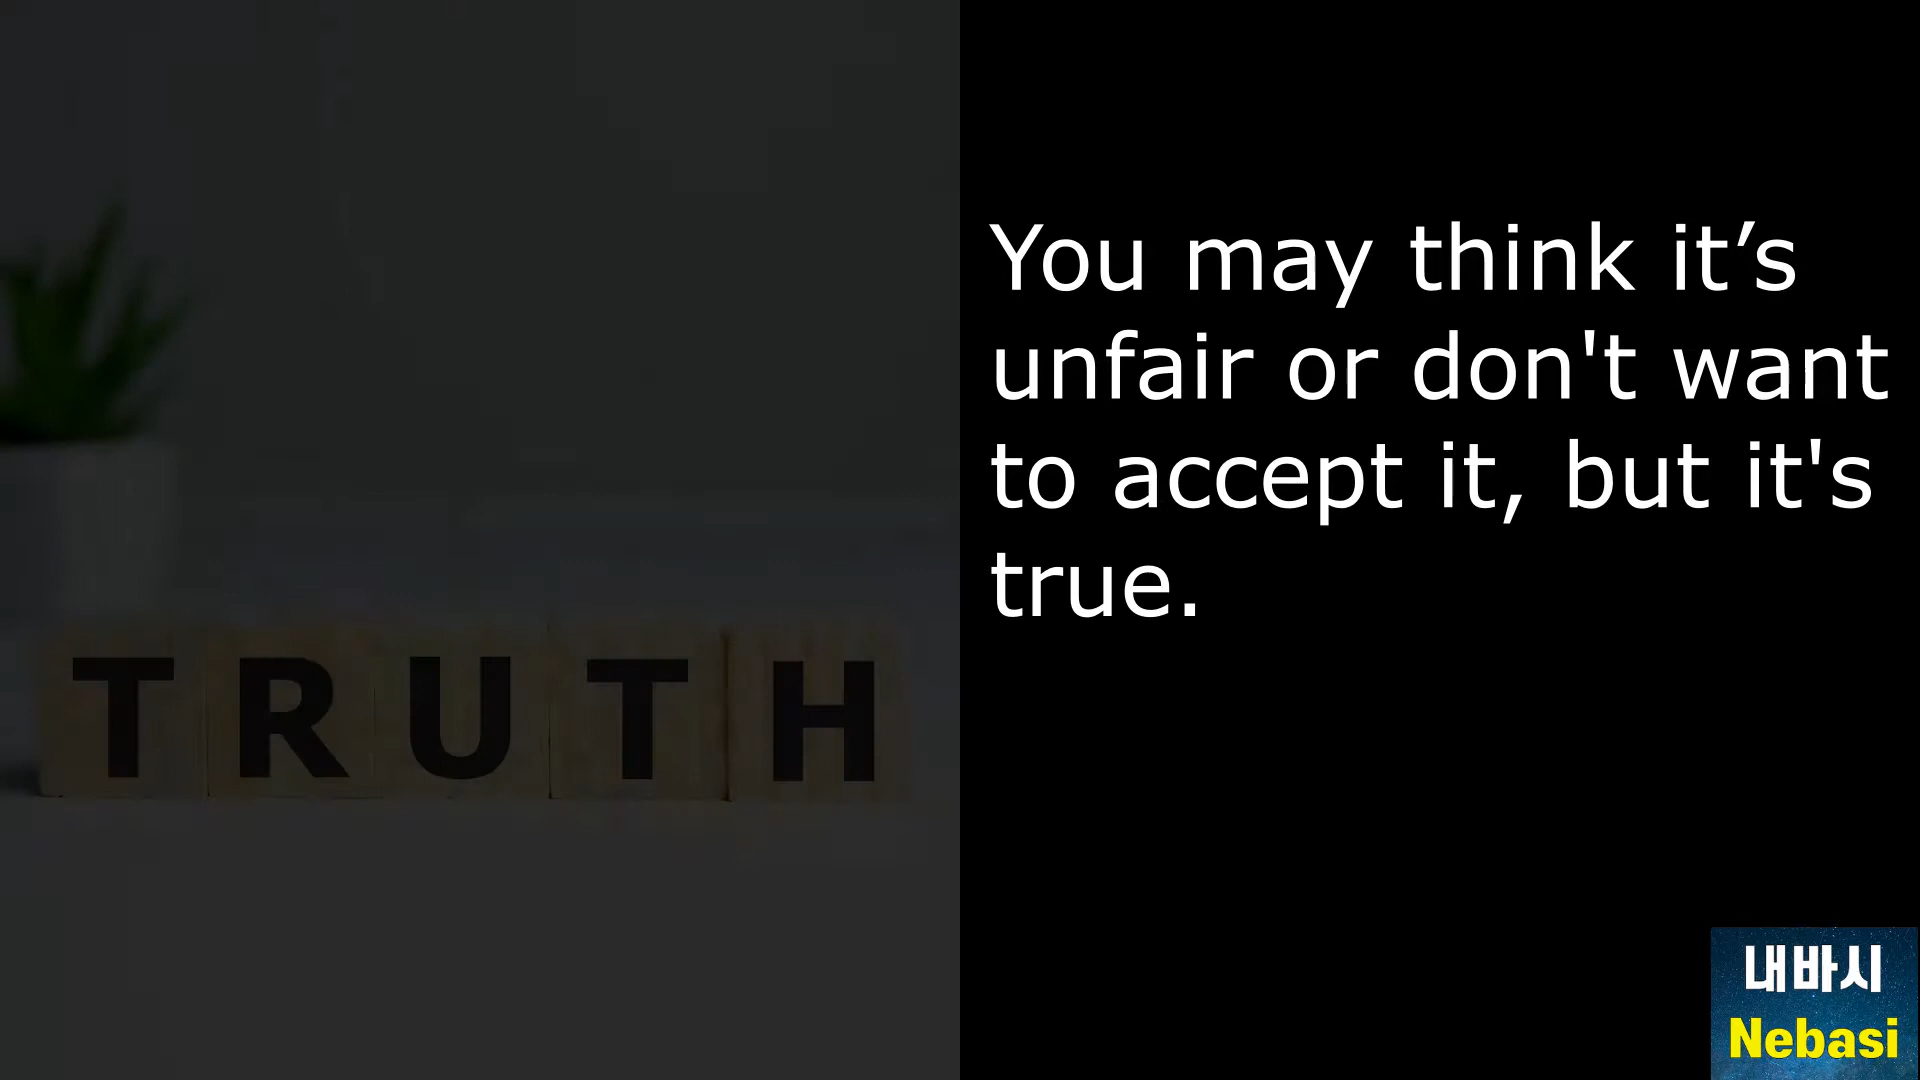 TRUTH
You may think it’s
unfair or don't want
to accept it, but it's
true.
내바시
Nebasi